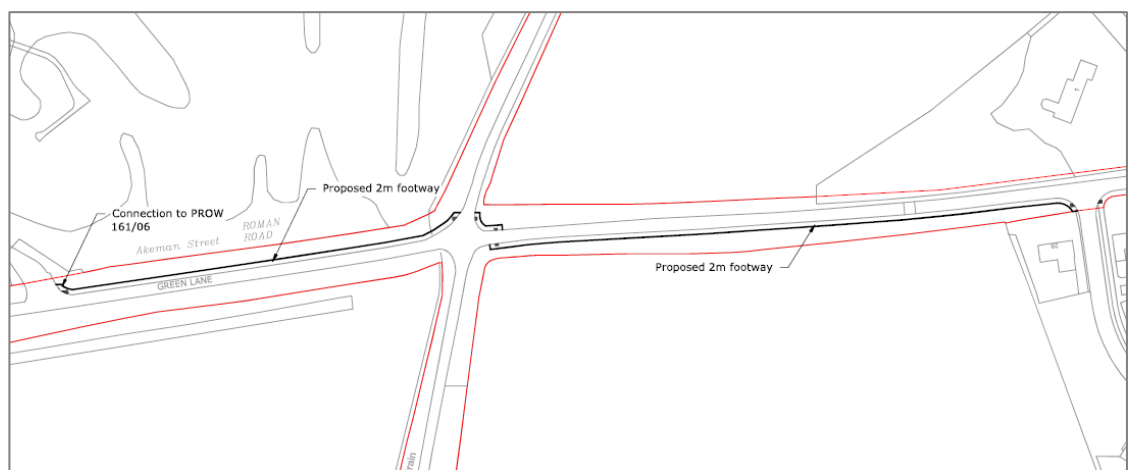 Proposed 2m footway
Connection to PROW
161/06
ROMAN
ROAD
Akeman Street
GREEN LANE
Proposed 2m footway